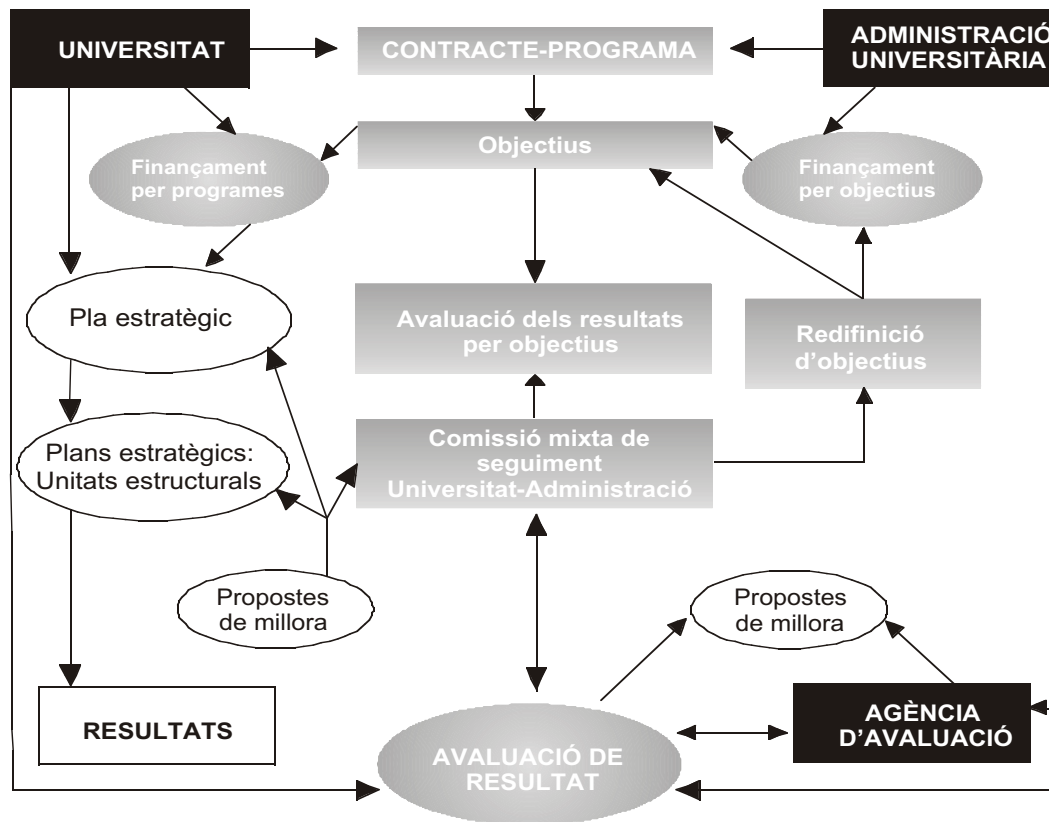 UNIVERSITAT
CONTRACTE-PROGRAMA
ADMINISTRACIÓ
UNIVERSITÀRIA
Objectius
Finançament
per programes
Finançament
per objectius
Pla estratègic
Avaluació dels resultats
per objectius
Redifinició
d'objectius
Plans estratègics:
Unitats estructurals
Comissió mixta de
seguiment
Universitat-Administració
Propostes
de millora
Propostes
de millora
RESULTATS
AVALUACIÓ DE
RESULTAT
AGÈNCIA
D'AVALUACIÓ